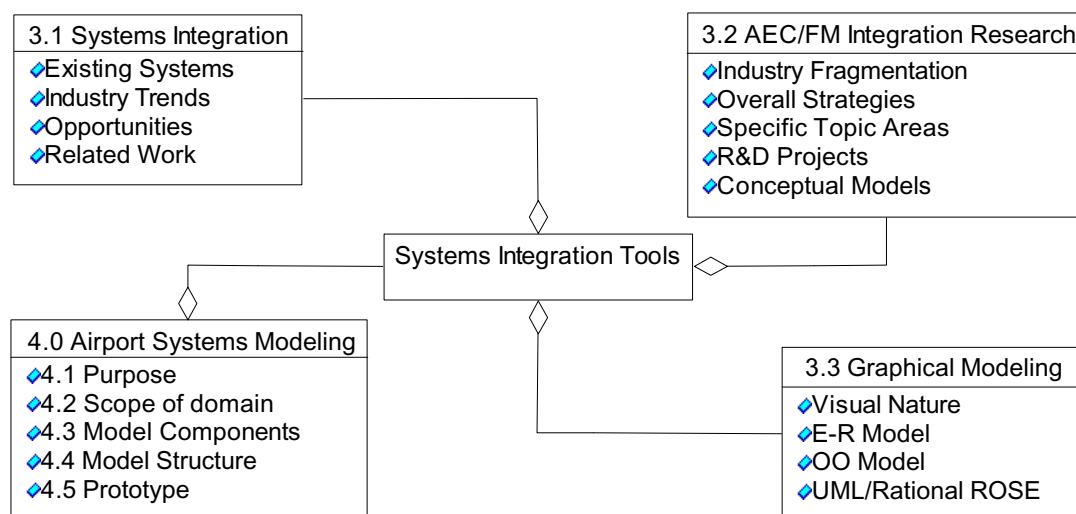 3.1 Systems Integration
Existing Systems
Industry Trends
Opportunities
Related Work
3.2 AEC/FM Integration Research
Industry Fragmentation
Overall Strategies
Specific Topic Areas
R&D Projects
Conceptual Models
Systems Integration Tools
4.0 Airport Systems Modeling
4.1 Purpose
4.2 Scope of domain
4.3 Model Components
4.4 Model Structure
4.5 Prototype
3.3 Graphical Modeling
Visual Nature
E-R Model
OO Model
UML/Rational ROSE